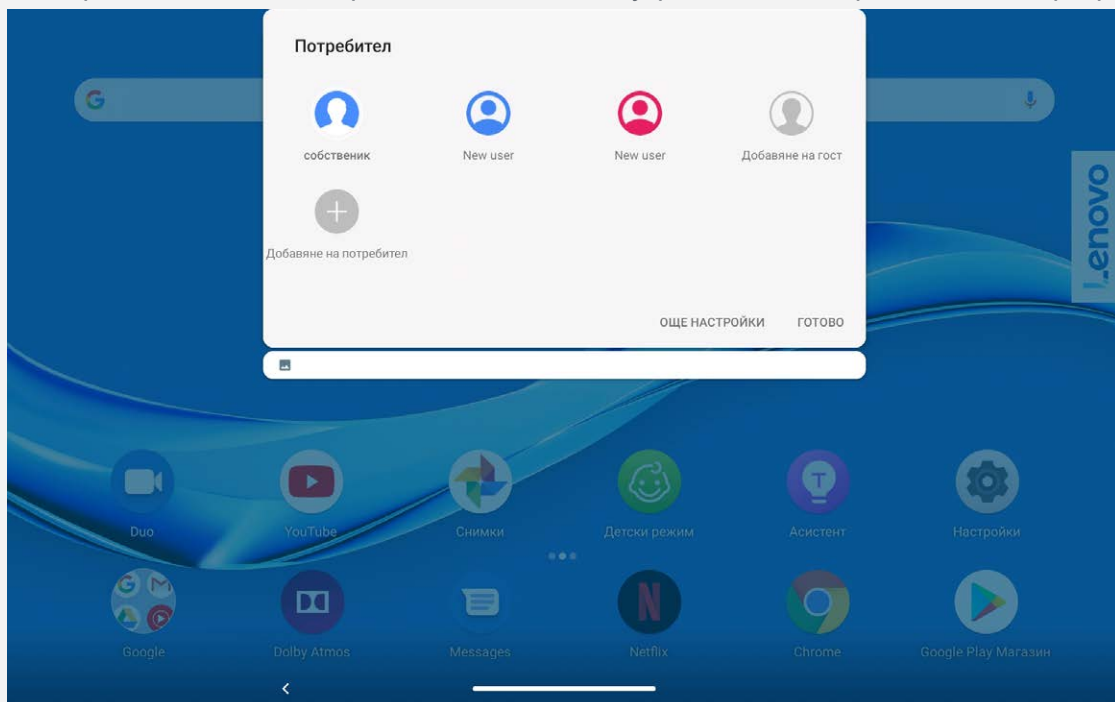 Потребител
собственик
New user
New user
Добавяне на гост
Добавяне на потребител
ОЩЕ НАСТРОЙКИ
ГОТОВО
Lenovo
Duo
YouTube
Снимки
Детски режим
Асистент
Настройки
Google
Dolby Atmos
Messages
Netflix
Chrome
Google Play Магазин